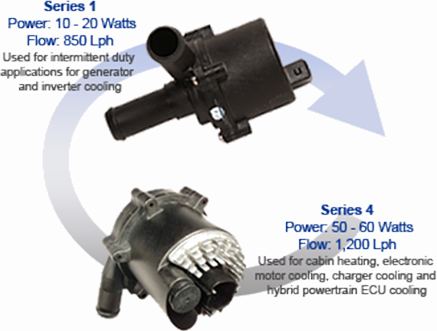 Series 1
Power: 10 - 20 Watts
Flow: 850 Lph
Used for intermittent duty
applications for generator
and inverter cooling
Series 4
Power: 50 - 60 Watts
Flow: 1,200 Lph
Used for cabin heating, electronic
motor cooling, charger cooling and
hybrid powertrain ECU cooling